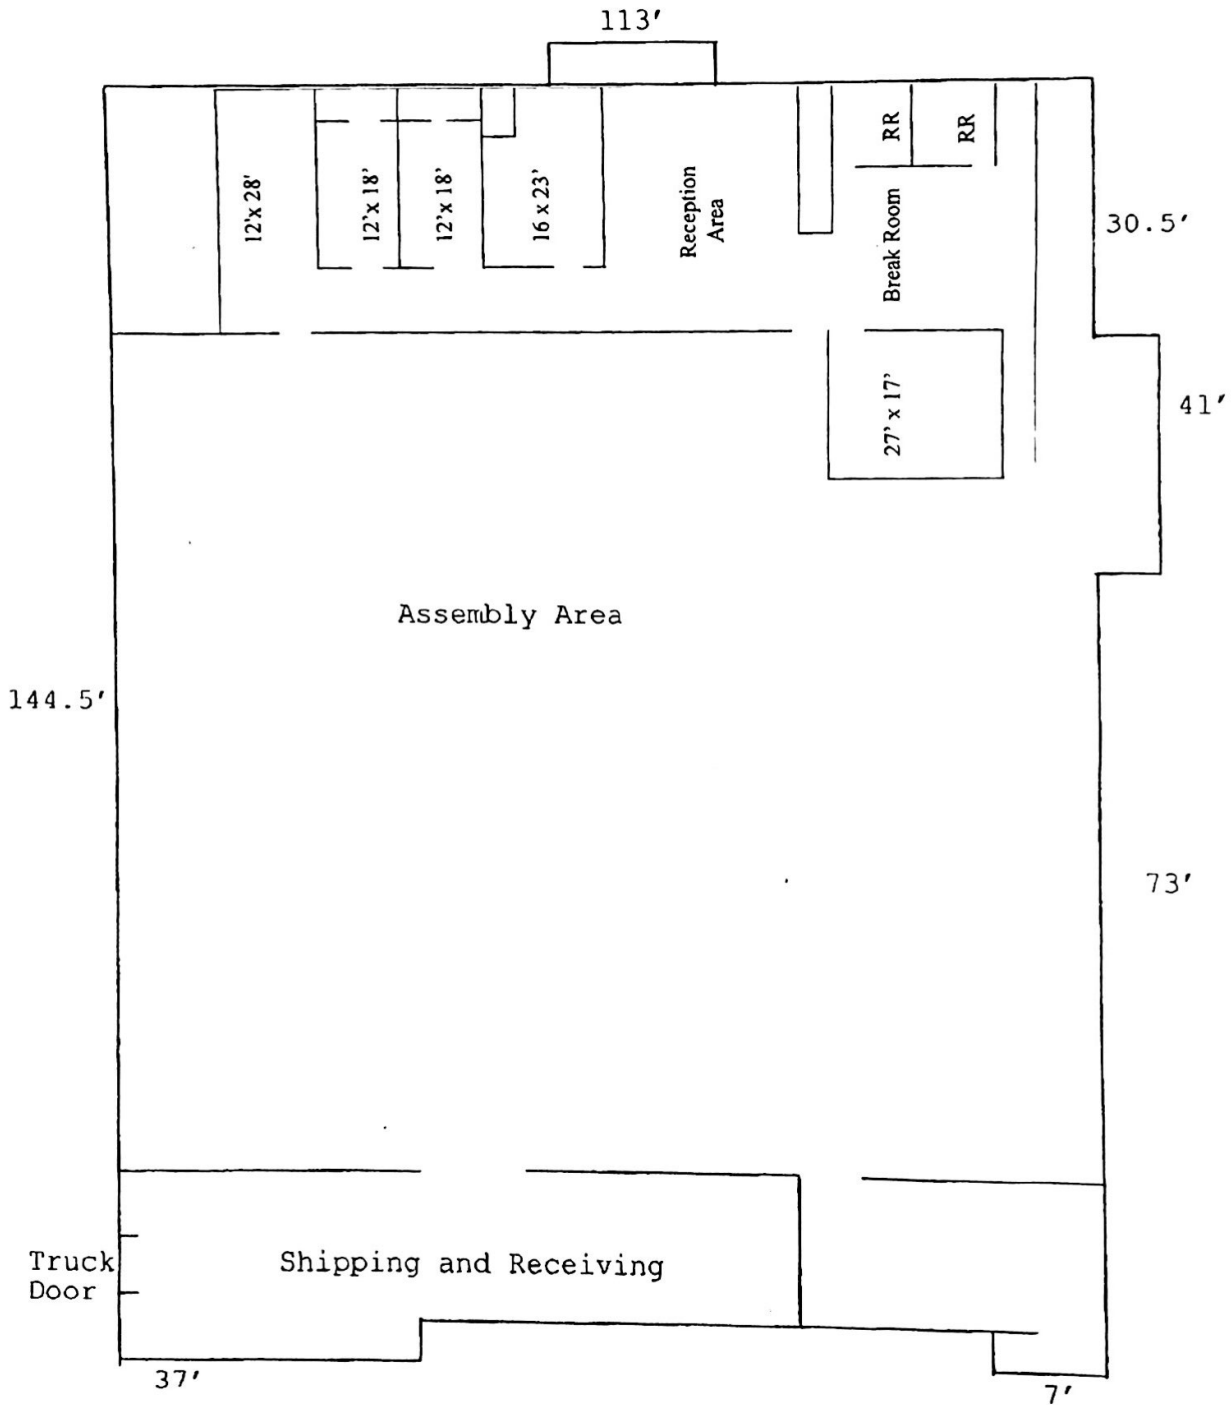 113'
RR
RR
12'x 28'
12'x 18'
12'x 18'
16 x 23'
Reception
Area
Break Room
30.5'
27' x 17'
41'
Assembly Area
144.5'
73'
Truck
Door
Shipping and Receiving
37'
7'